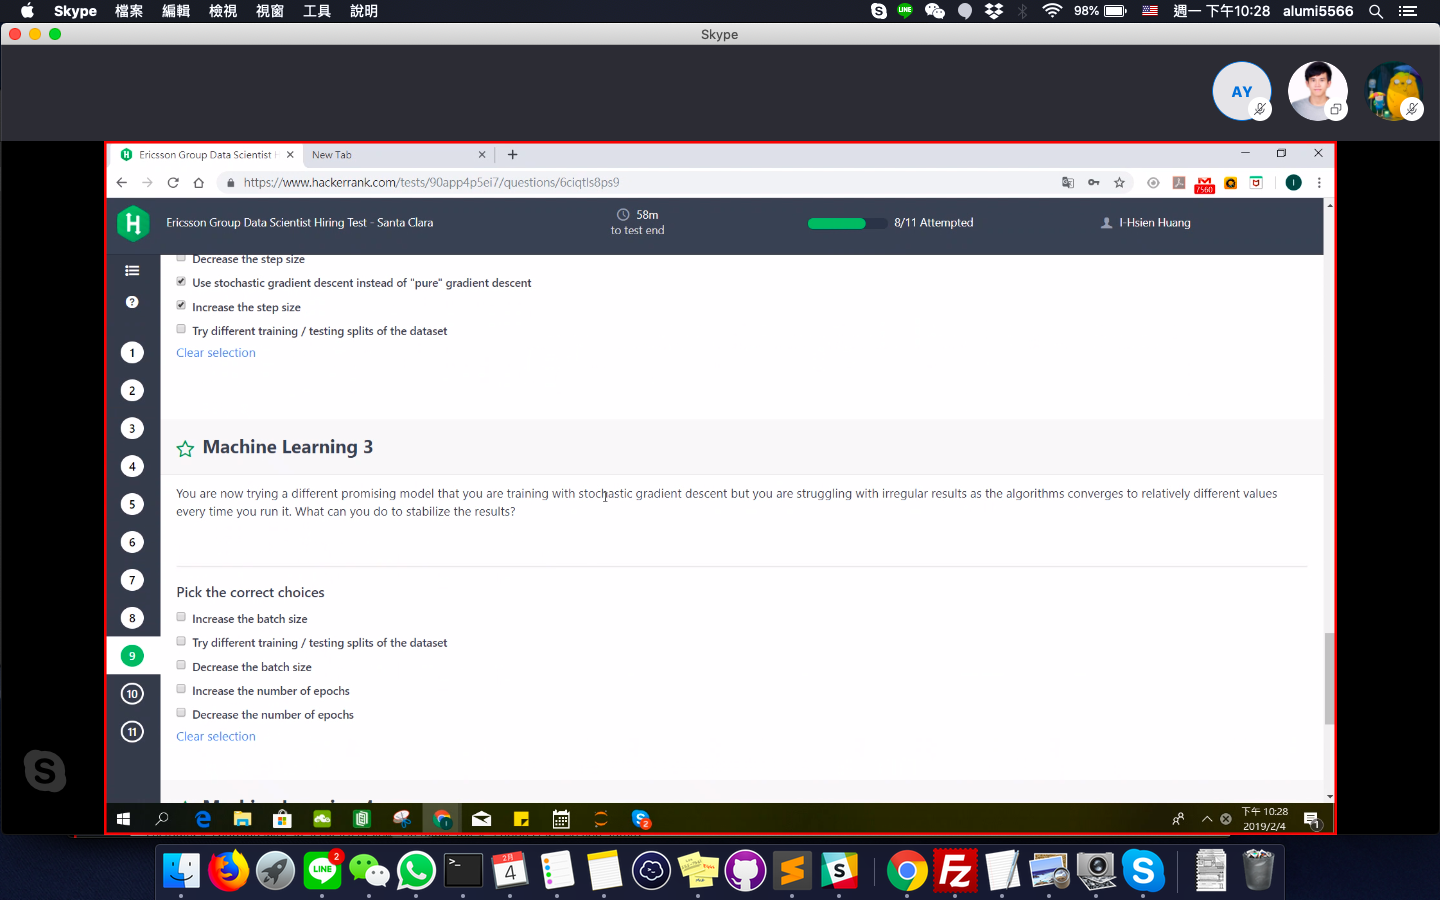 Skype 檔案 編輯 檢視 視窗 工具 說明 98% 週一 下午10:28 alumi5566
Skype
AY
Ericsson Group Data Scientist New Tab
https://www.hackerrank.com/tests/90app4p5ei7/questions/6ciqtls8ps9
7560
Ericsson Group Data Scientist Hiring Test - Santa Clara
58m
to test end
8/11 Attempted
I-Hsien Huang
Decrease the step size
Use stochastic gradient descent instead of "pure" gradient descent
Increase the step size
Try different training / testing splits of the dataset
Clear selection
1
2
3
4
5
6
7
8
9
10
11
Machine Learning 3
You are now trying a different promising model that you are training with stochastic gradient descent but you are struggling with irregular results as the algorithms converges to relatively different values
every time you run it. What can you do to stabilize the results?
Pick the correct choices
Increase the batch size
Try different training / testing splits of the dataset
Decrease the batch size
Increase the number of epochs
Decrease the number of epochs
Clear selection
下午 10:28
2019/2/4
2
1
2
2月
4